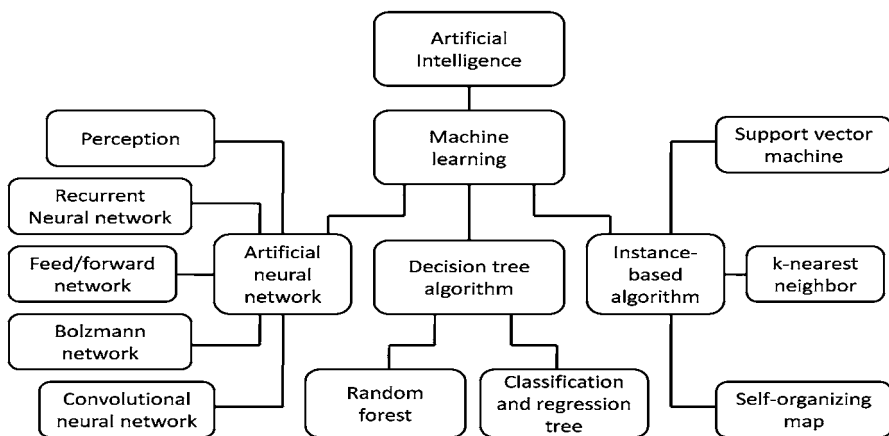 Artificial
Intelligence
Machine
learning
Perception
Recurrent
Neural network
Feed/forward
network
Bolzmann
network
Convolutional
neural network
Artificial
neural
network
Decision tree
algorithm
Random
forest
Classification
and regression
tree
Instance-
based
algorithm
Support vector
machine
k-nearest
neighbor
Self-organizing
map